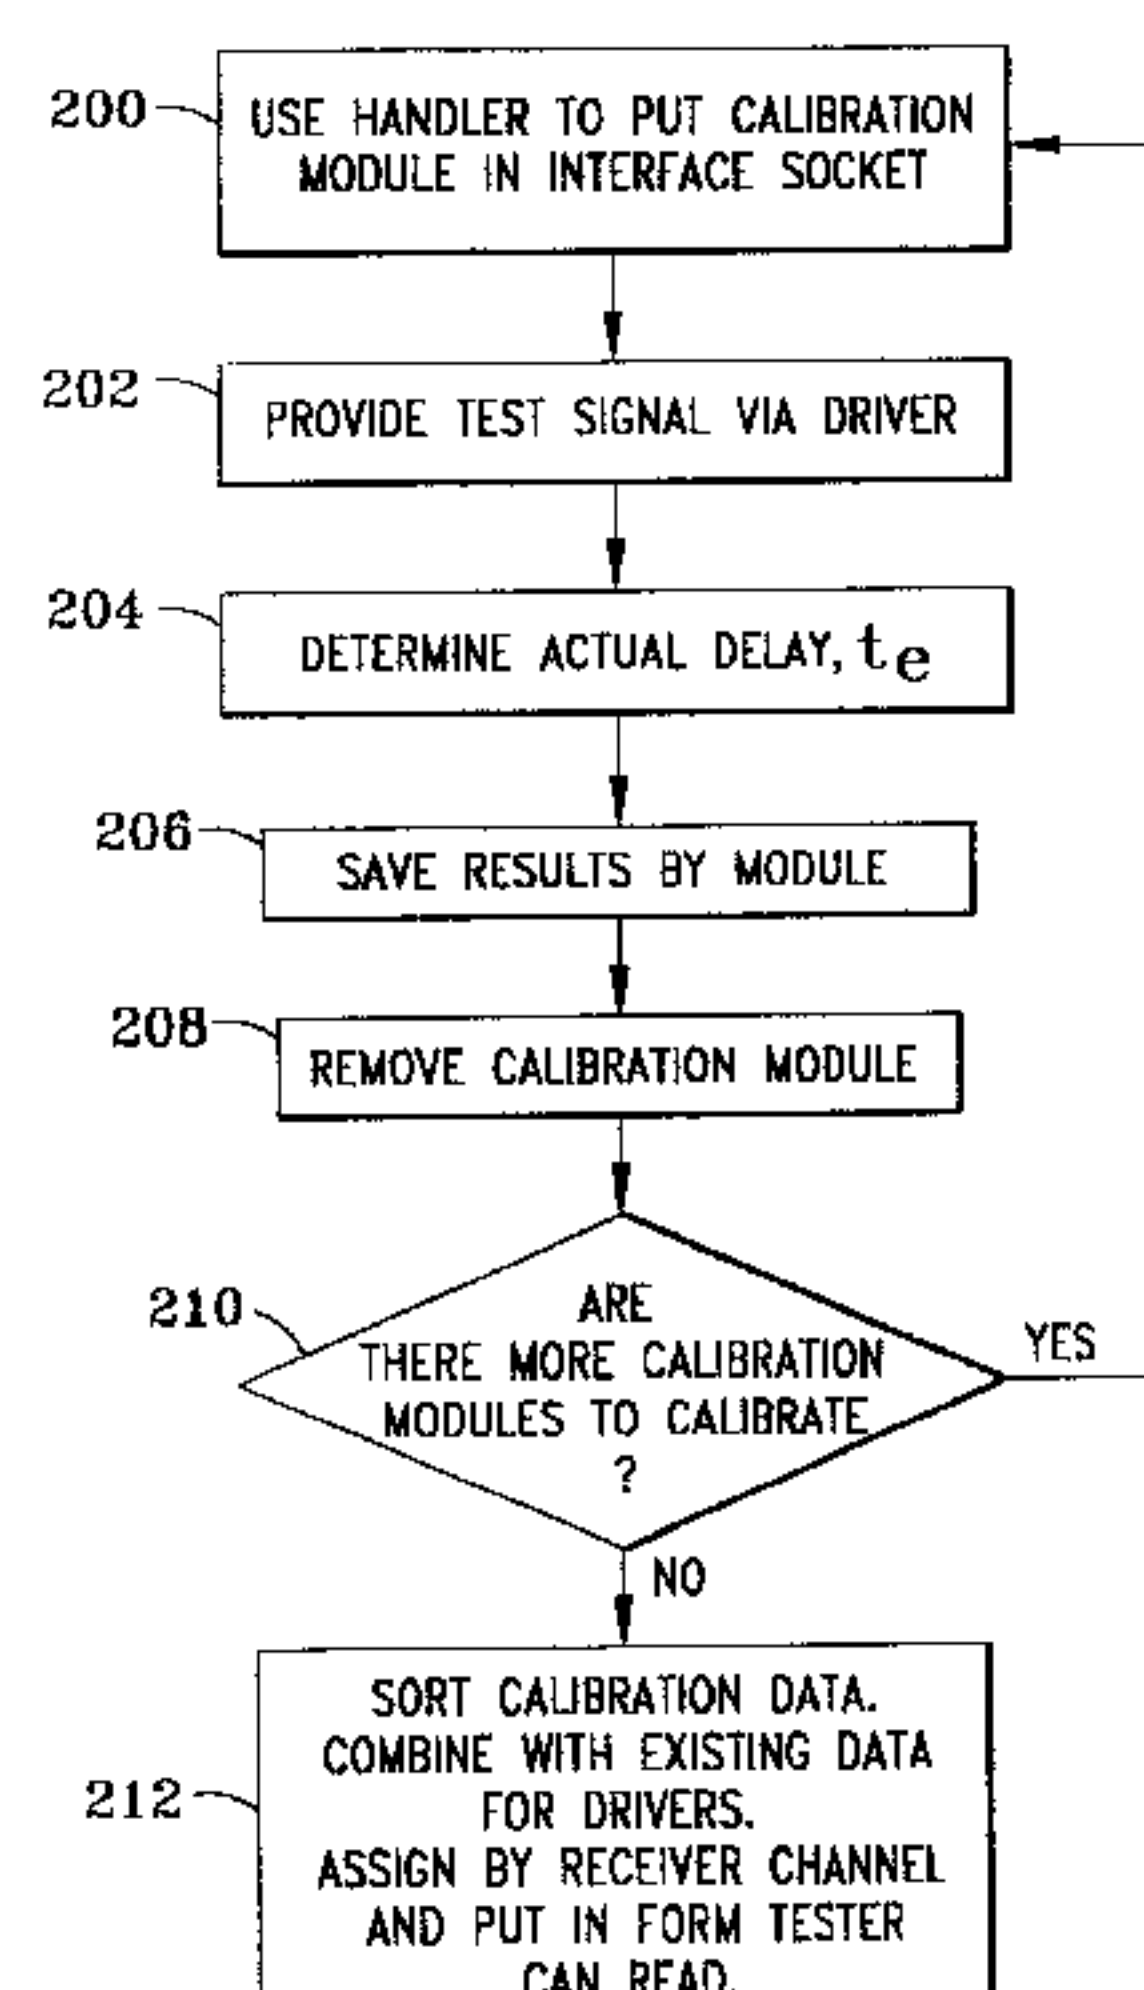 200
USE HANDLER TO PUT CALIBRATION
MODULE IN INTERFACE SOCKET
202
PROVIDE TEST SIGNAL VIA DRIVER
204
DETERMINE ACTUAL DELAY, te
206
SAVE RESULTS BY MODULE
208
REMOVE CALIBRATION MODULE
210
ARE
THERE MORE CALIBRATION
MODULES TO CALIBRATE
?
YES
NO
212
SORT CALIBRATION DATA.
COMBINE WITH EXISTING DATA
FOR DRIVERS.
ASSIGN BY RECEIVER CHANNEL
AND PUT IN FORM TESTER
CAN READ.